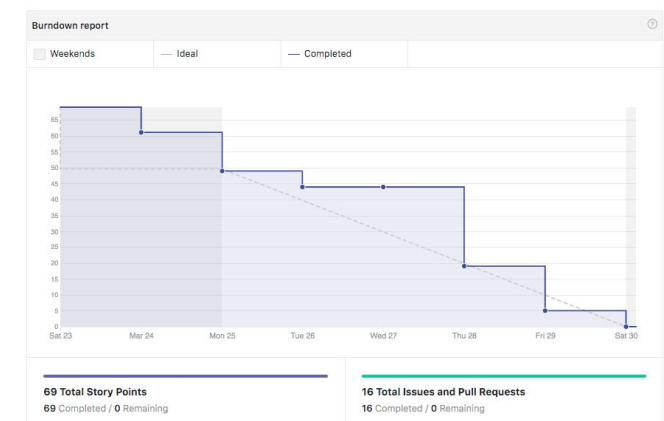 Burndown report
Weekends
Ideal
Completed
65
60
55
50
45
40
35
30
25
20
15
10
5
0
Sat 23 Mar 24 Mon 25 Tue 26 Wed 27 Thu 28 Fri 29 Sat 30
69 Total Story Points
69 Completed / 0 Remaining
16 Total Issues and Pull Requests
16 Completed / 0 Remaining